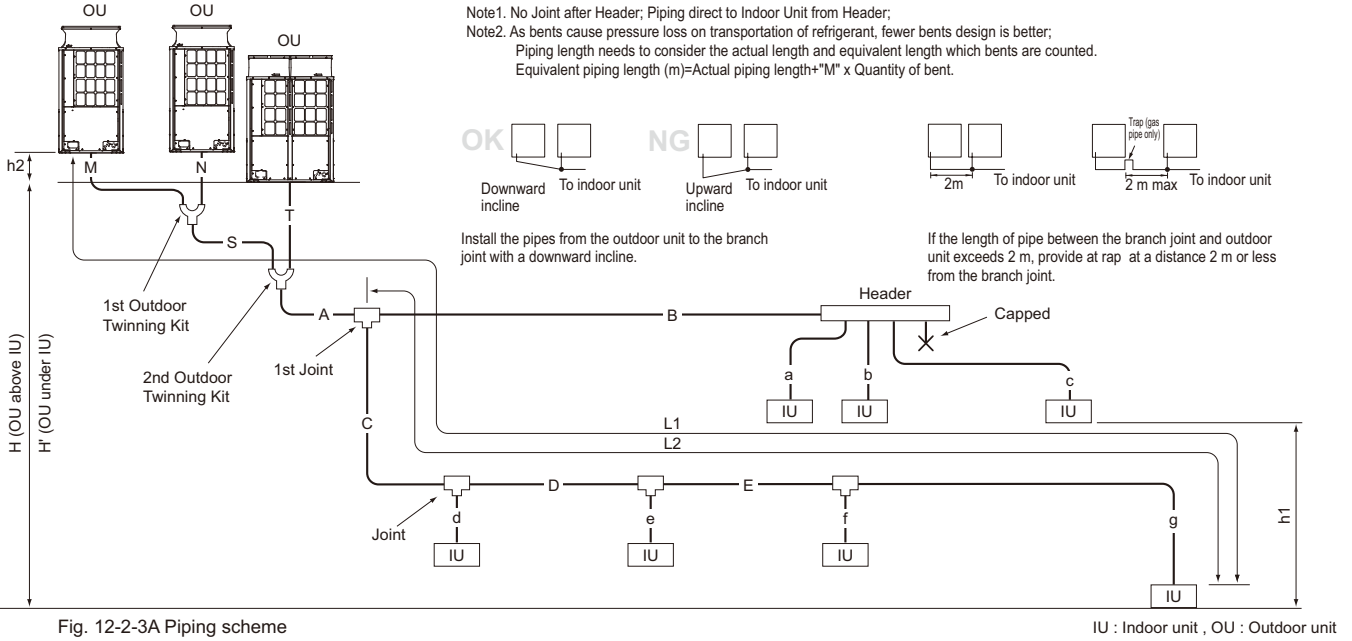 OU
OU
OU
Note1. No Joint after Header; Piping direct to Indoor Unit from Header;
Note2. As bents cause pressure loss on transportation of refrigerant, fewer bents design is better;
Piping length needs to consider the actual length and equivalent length which bents are counted.
Equivalent piping length (m)=Actual piping length+"M" x Quantity of bent.
OK
NG
Trap (gas
pipe only)
Downward
incline
To indoor unit
Upward
incline
To indoor unit
2m
To indoor unit
2 m max
To indoor unit
Install the pipes from the outdoor unit to the branch
joint with a downward incline.
If the length of pipe between the branch joint and outdoor
unit exceeds 2 m, provide at rap at a distance 2 m or less
from the branch joint.
h2
M
N
T
S
1st Outdoor
Twinning Kit
2nd Outdoor
Twinning Kit
A
1st Joint
B
Header
Capped
a
b
c
IU
IU
IU
H (OU above IU)
H' (OU under IU)
C
L1
L2
D
E
Joint
d
e
f
g
h1
IU
IU
IU
IU
Fig. 12-2-3A Piping scheme
IU : Indoor unit , OU : Outdoor unit